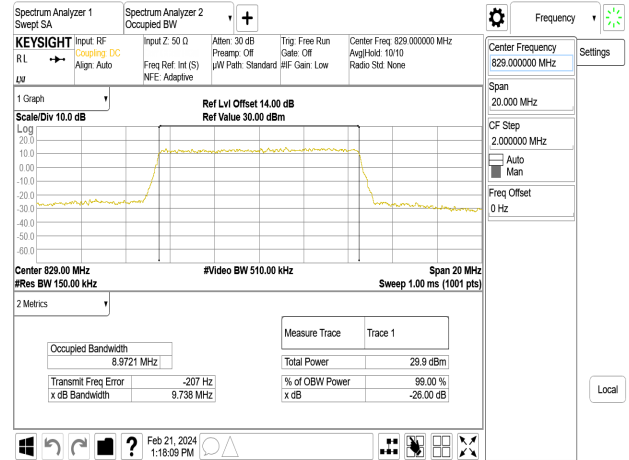 Spectrum Analyzer 1
Swept SA
Spectrum Analyzer 2
Occupied BW
Frequency
KEYSIGHT
Input: RF
Input Z: 50 Ω
Atten: 30 dB
Trig: Free Run
Center Freq: 829.000000 MHz
RL
Coupling: DC
Preamp: Off
Gate: Off
Avg|Hold: 10/10
Align: Auto
Freq Ref: Int (S)
µW Path: Standard
#IF Gain: Low
Radio Std: None
NFE: Adaptive
Center Frequency
829.000000 MHz
Settings
Span
20.000 MHz
CF Step
2.000000 MHz
Auto
Man
Freq Offset
0 Hz
Local
1 Graph
Ref Lvl Offset 14.00 dB
Scale/Div 10.0 dB
Ref Value 30.00 dBm
Log
20.0
10.0
0.00
-10.0
-20.0
-30.0
-40.0
-50.0
-60.0
Center 829.00 MHz
#Video BW 510.00 kHz
Span 20 MHz
#Res BW 150.00 kHz
Sweep 1.00 ms (1001 pts)
2 Metrics
Measure Trace
Trace 1
Occupied Bandwidth
8.9721 MHz
Total Power
29.9 dBm
Transmit Freq Error
-207 Hz
% of OBW Power
99.00 %
x dB Bandwidth
9.738 MHz
x dB
-26.00 dB
?
Feb 21, 2024
1:18:09 PM